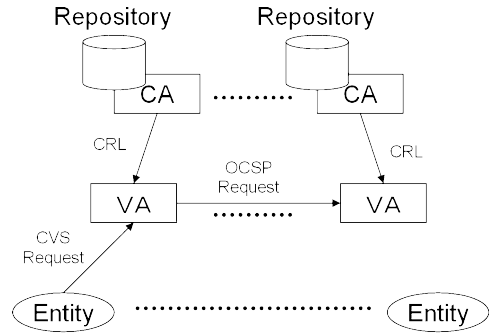 Repository
Repository
CA
CA
CRL
CRL
OCSP
Request
VA
VA
CVS
Request
Entity
Entity